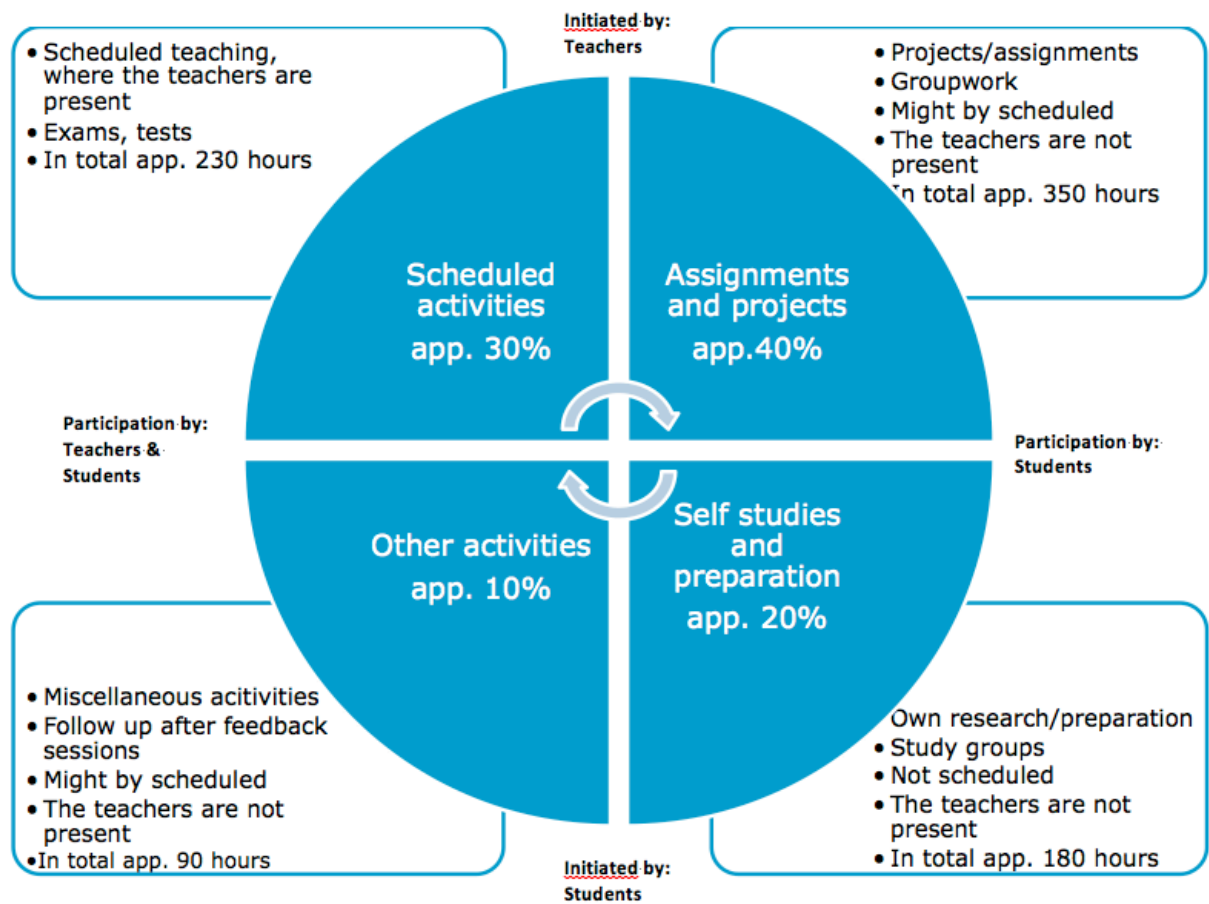 Initiated by:
Teachers
• Scheduled teaching,
where the teachers are
present
• Exams, tests
• In total app. 230 hours
• Projects/assignments
• Groupwork
• Might by scheduled
• The teachers are not
present
In total app. 350 hours
Scheduled
activities
app. 30%
Assignments
and projects
app.40%
Participation by:
Teachers &
Students
Participation by:
Students
Other activities
app. 10%
Self studies
and
preparation
app. 20%
• Miscellaneous acitivities
• Follow up after feedback
sessions
• Might by scheduled
• The teachers are not
present
•In total app. 90 hours
Own research/preparation
• Study groups
• Not scheduled
• The teachers are not
present
• In total app. 180 hours
Initiated by:
Students